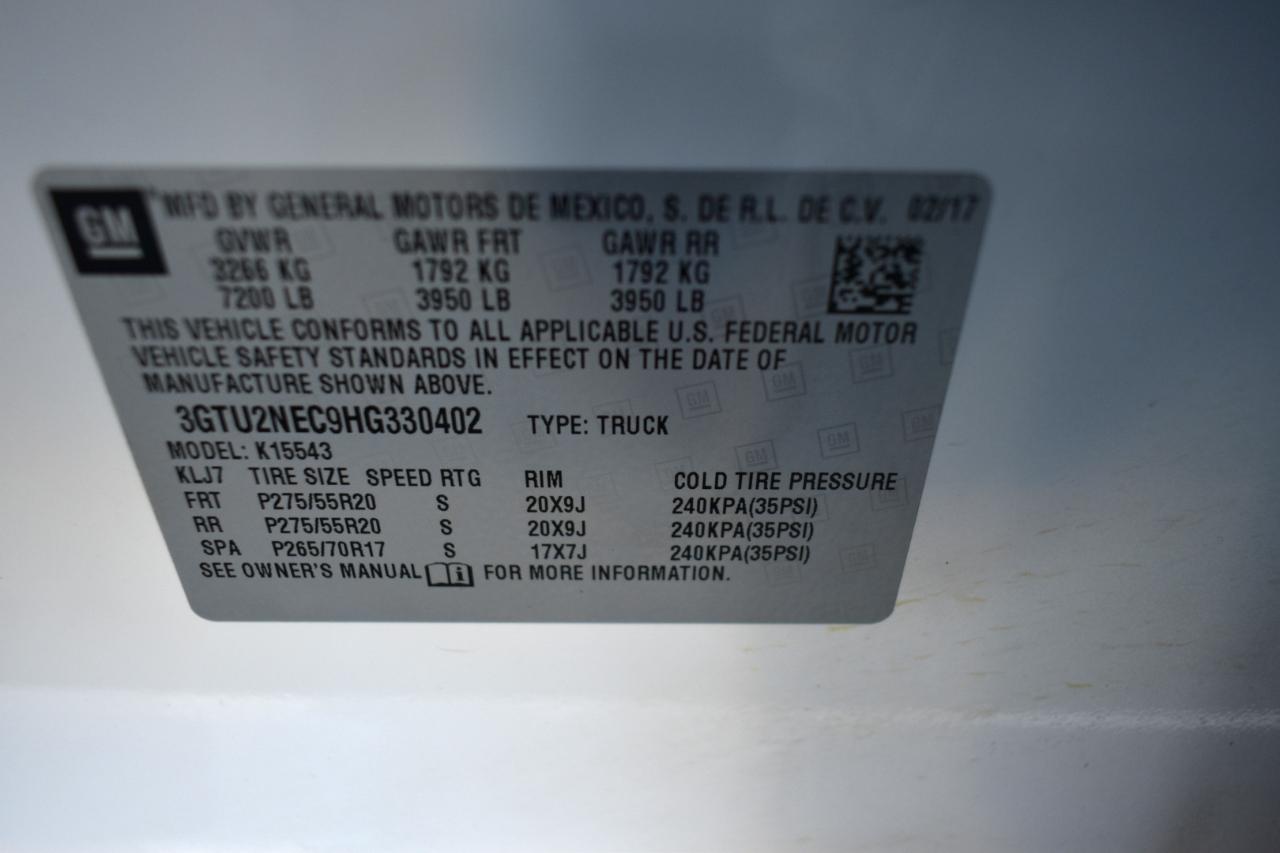 GM MFD BY GENERAL MOTORS DE MEXICO, S. DE R.L. DE C.V. 02/17
GVWR GAWR FRT GAWR RR
3266 KG 1792 KG 1792 KG
7200 LB 3950 LB 3950 LB
THIS VEHICLE CONFORMS TO ALL APPLICABLE U.S. FEDERAL MOTOR
VEHICLE SAFETY STANDARDS IN EFFECT ON THE DATE OF
MANUFACTURE SHOWN ABOVE.
3GTU2NEC9HG330402 TYPE: TRUCK
MODEL: K15543
KLJ7 TIRE SIZE SPEED RTG RIM COLD TIRE PRESSURE
FRT P275/55R20 S 20X9J 240KPA(35PSI)
RR P275/55R20 S 20X9J 240KPA(35PSI)
SPA P265/70R17 S 17X7J 240KPA(35PSI)
SEE OWNER'S MANUAL FOR MORE INFORMATION.